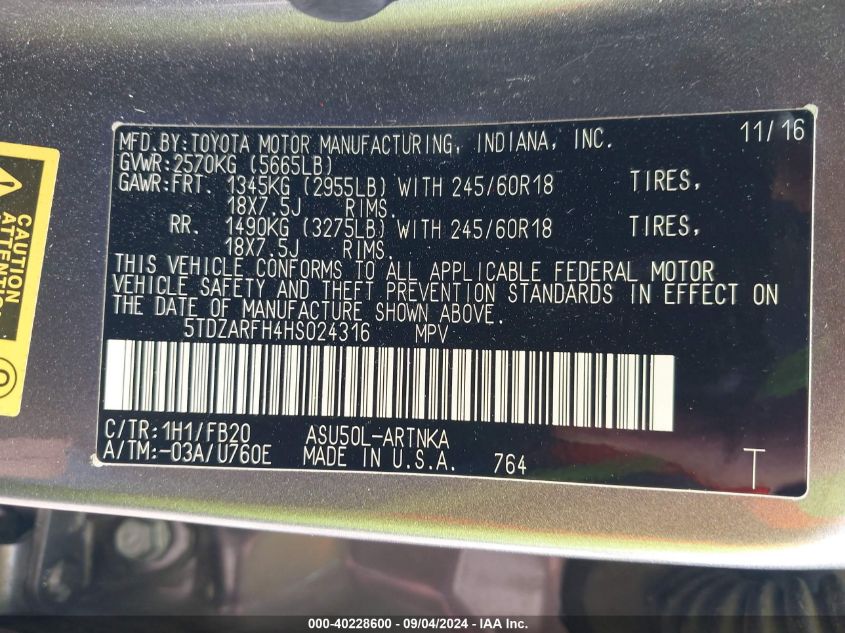 MFD.BY:TOYOTA MOTOR MANUFACTURING, INDIANA, INC. 11/16
GVWR:2570KG (5665LB)
GAWR:FRT. 1345KG (2955LB) WITH 245/60R18 TIRES,
18X7.5J RIMS.
RR. 1490KG (3275LB) WITH 245/60R18 TIRES,
18X7.5J RIMS.
THIS VEHICLE CONFORMS TO ALL APPLICABLE FEDERAL MOTOR
VEHICLE SAFETY AND THEFT PREVENTION STANDARDS IN EFFECT ON
THE DATE OF MANUFACTURE SHOWN ABOVE.
5TDZARFH4HS024316 MPV
C/TR:1H1/FB20 ASU50L-ARTNKA
A/TM:-03A/U760E MADE IN U.S.A. 764 T
CAUTION
ATTENTION
000-40228600 - 09/04/2024 - IAA Inc.